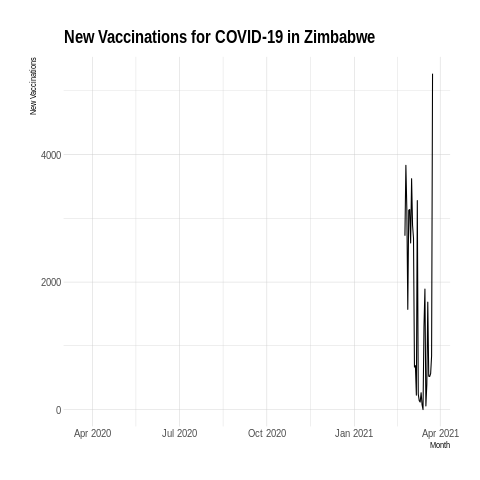 New Vaccinations for COVID-19 in Zimbabwe
New Vaccinations
4000
2000
0
Apr 2020 Jul 2020 Oct 2020 Jan 2021 Apr 2021
Month